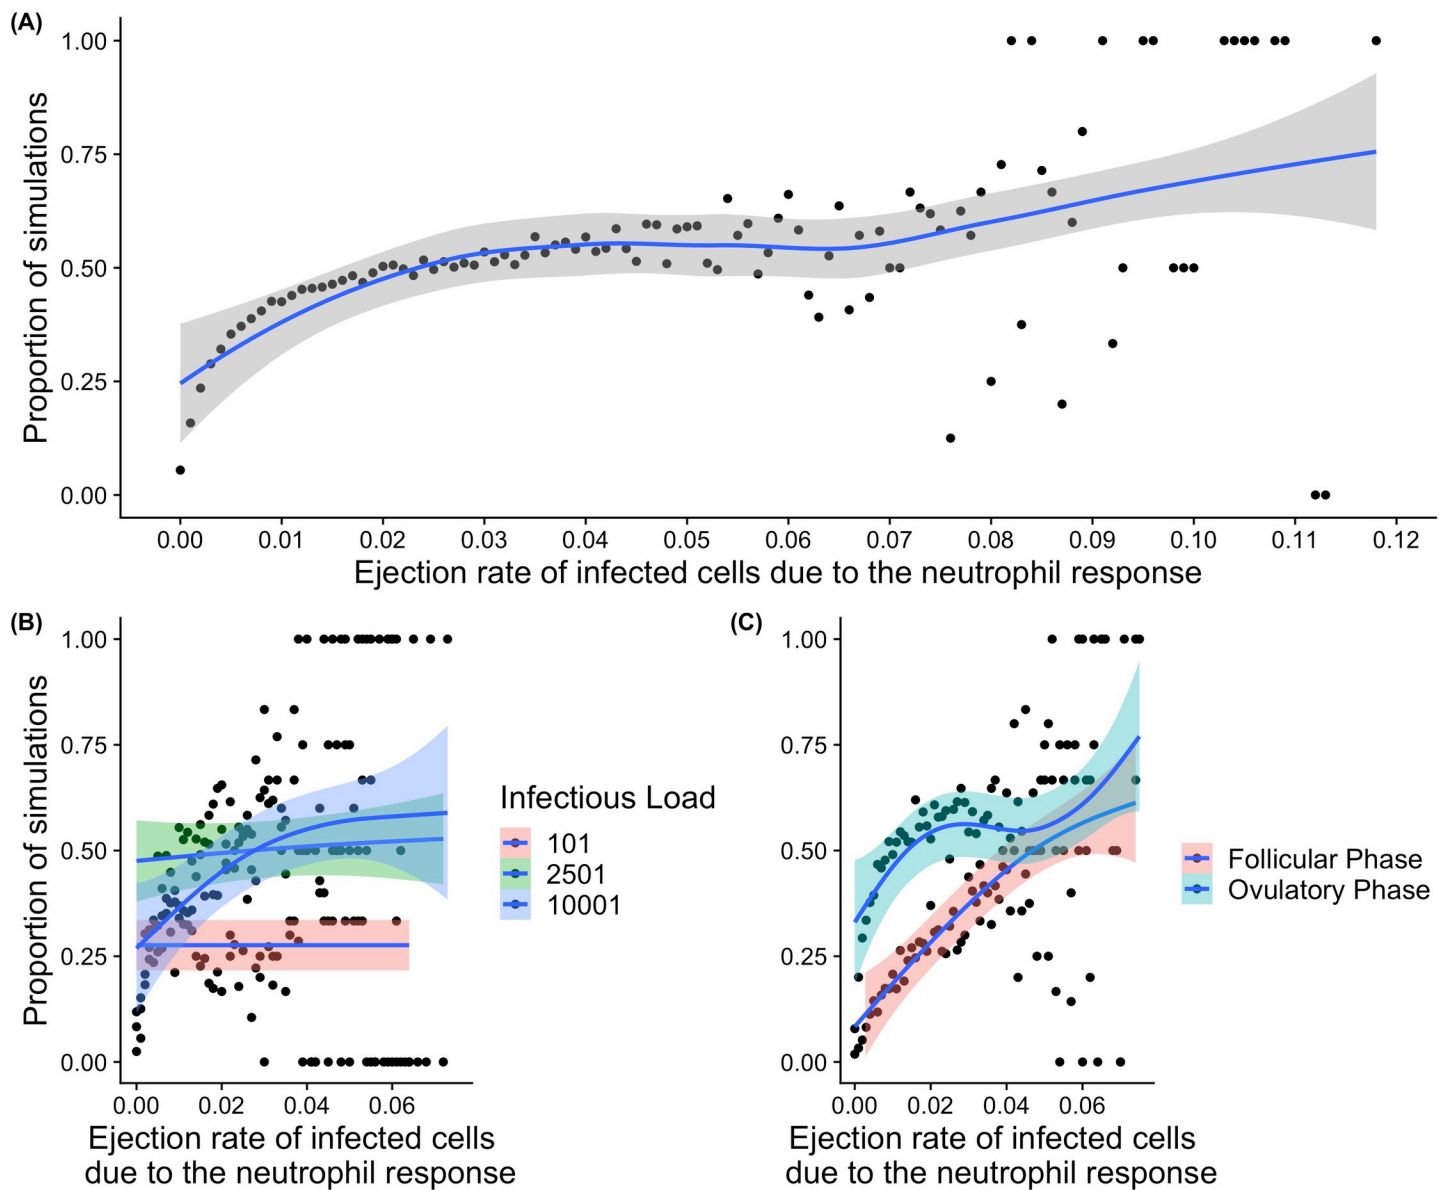 (A)
Proportion of simulations
1.00
0.75
0.50
0.25
0.00
0.00 0.01 0.02 0.03 0.04 0.05 0.06 0.07 0.08 0.09 0.10 0.11 0.12
Ejection rate of infected cells due to the neutrophil response
(B)
Proportion of simulations
1.00
0.75
0.50
0.25
0.00
0.00 0.02 0.04 0.06
Ejection rate of infected cells
due to the neutrophil response
Infectious Load
101
2501
10001
(C)
1.00
0.75
0.50
0.25
0.00
0.00 0.02 0.04 0.06
Ejection rate of infected cells
due to the neutrophil response
Follicular Phase
Ovulatory Phase